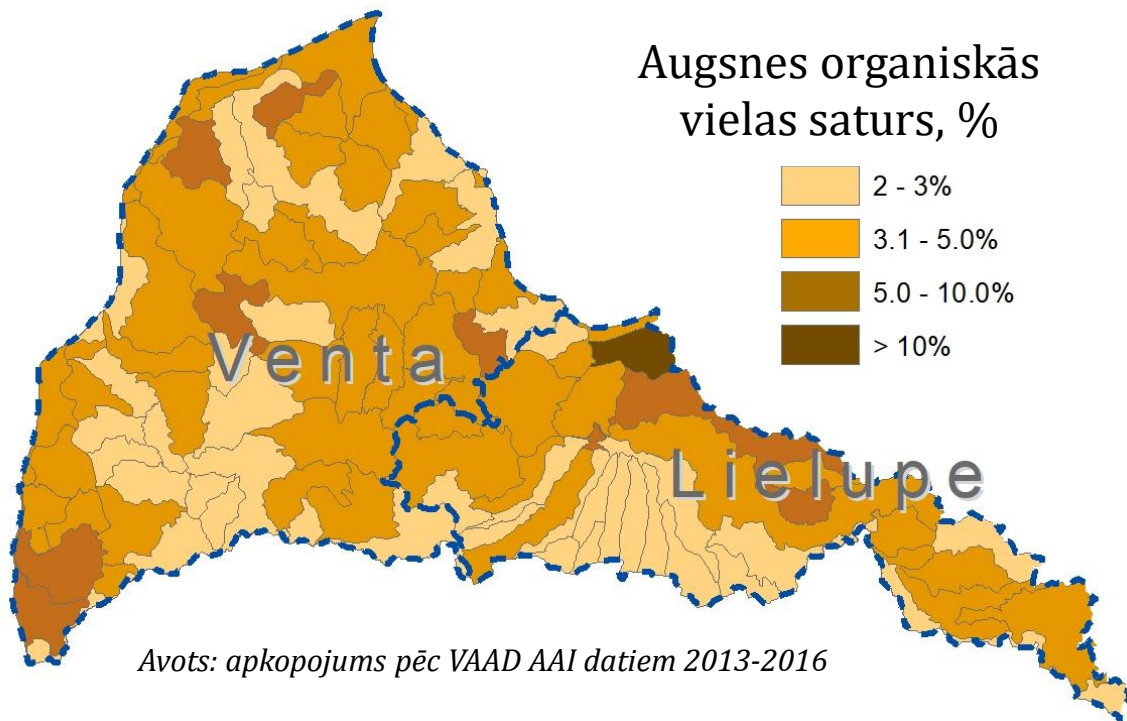 Augsnes organiskās
vielas saturs, %
2 - 3%
3.1 - 5.0%
5.0 - 10.0%
> 10%
Venta
Lielupe
Avots: apkopojums pēc VAAD AAI datiem 2013-2016